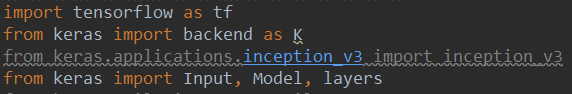 import tensorflow as tf
from keras import backend as K
from keras.applications.inception_v3 import inception_v3
from keras import Input, Model, layers